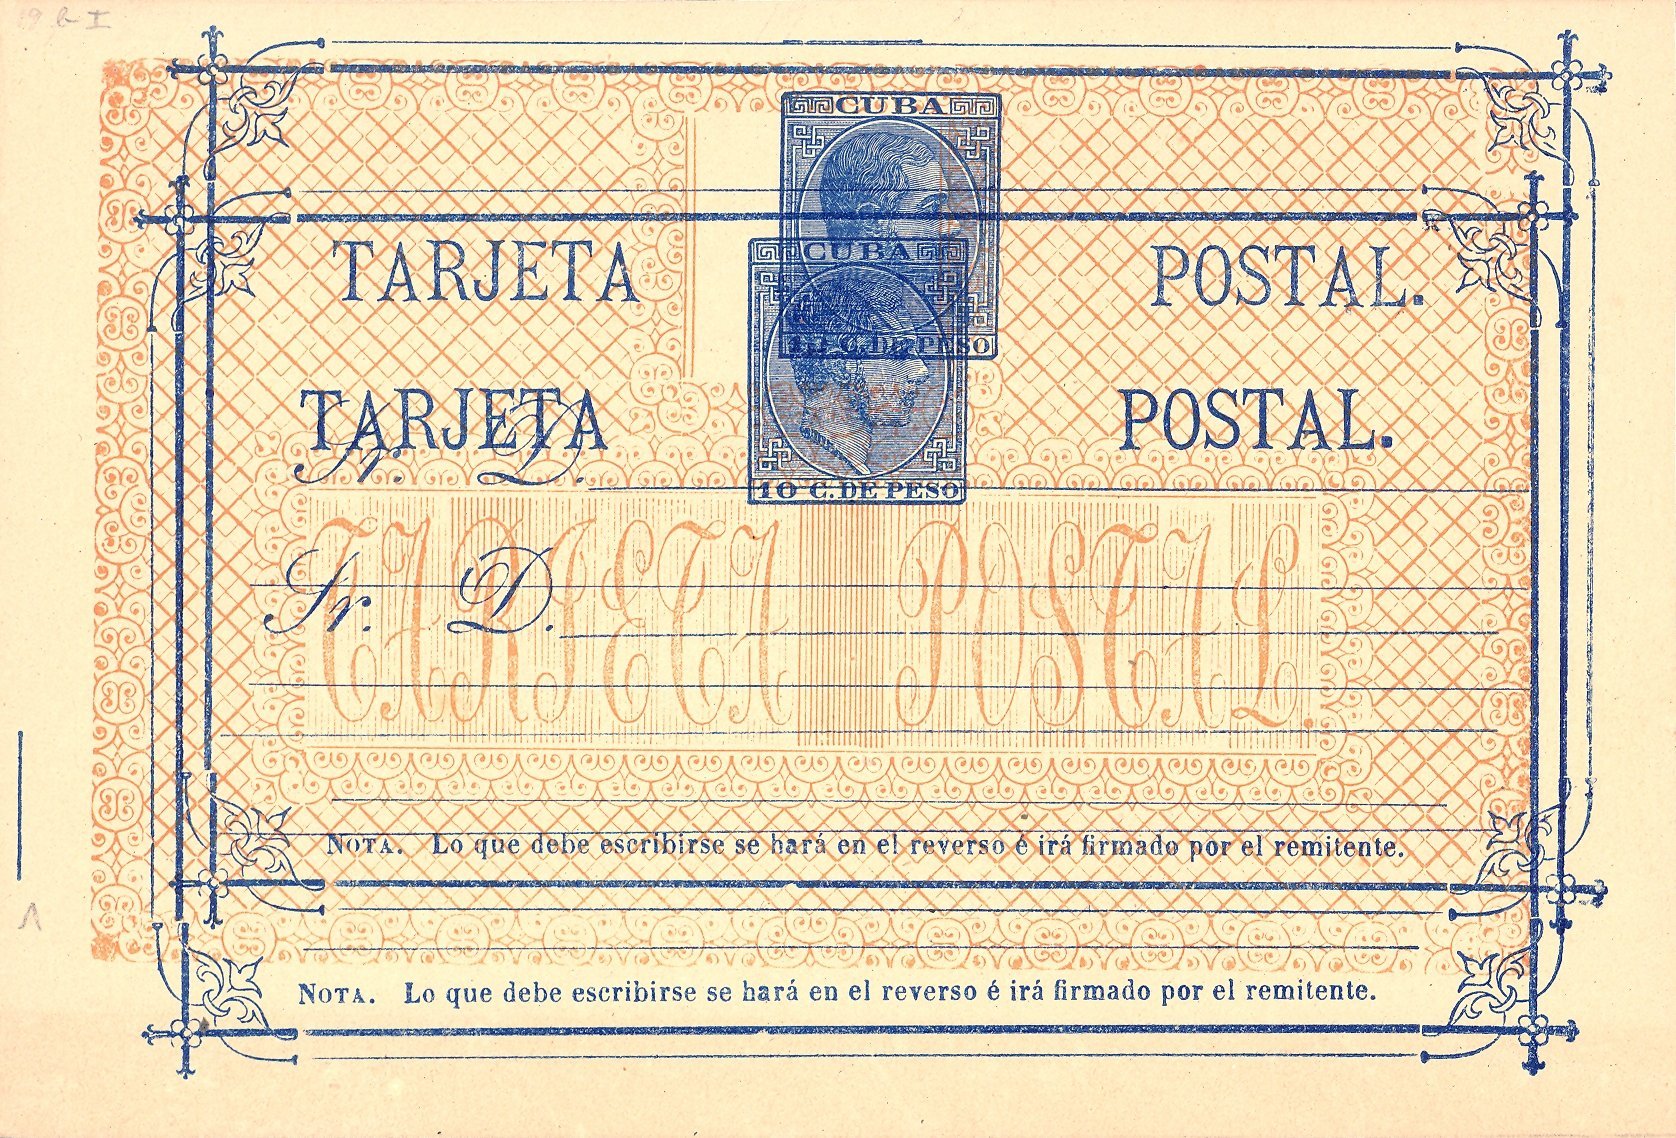 19 b I
CUBA
TARJETA POSTAL.
CUBA
10 C. DE PESO
TARJETA POSTAL.
Sr. D.
10 C. DE PESO
TARJETA POSTAL.
Sr. D.
NOTA. Lo que debe escribirse se hará en el reverso é irá firmado por el remitente.
NOTA. Lo que debe escribirse se hará en el reverso é irá firmado por el remitente.